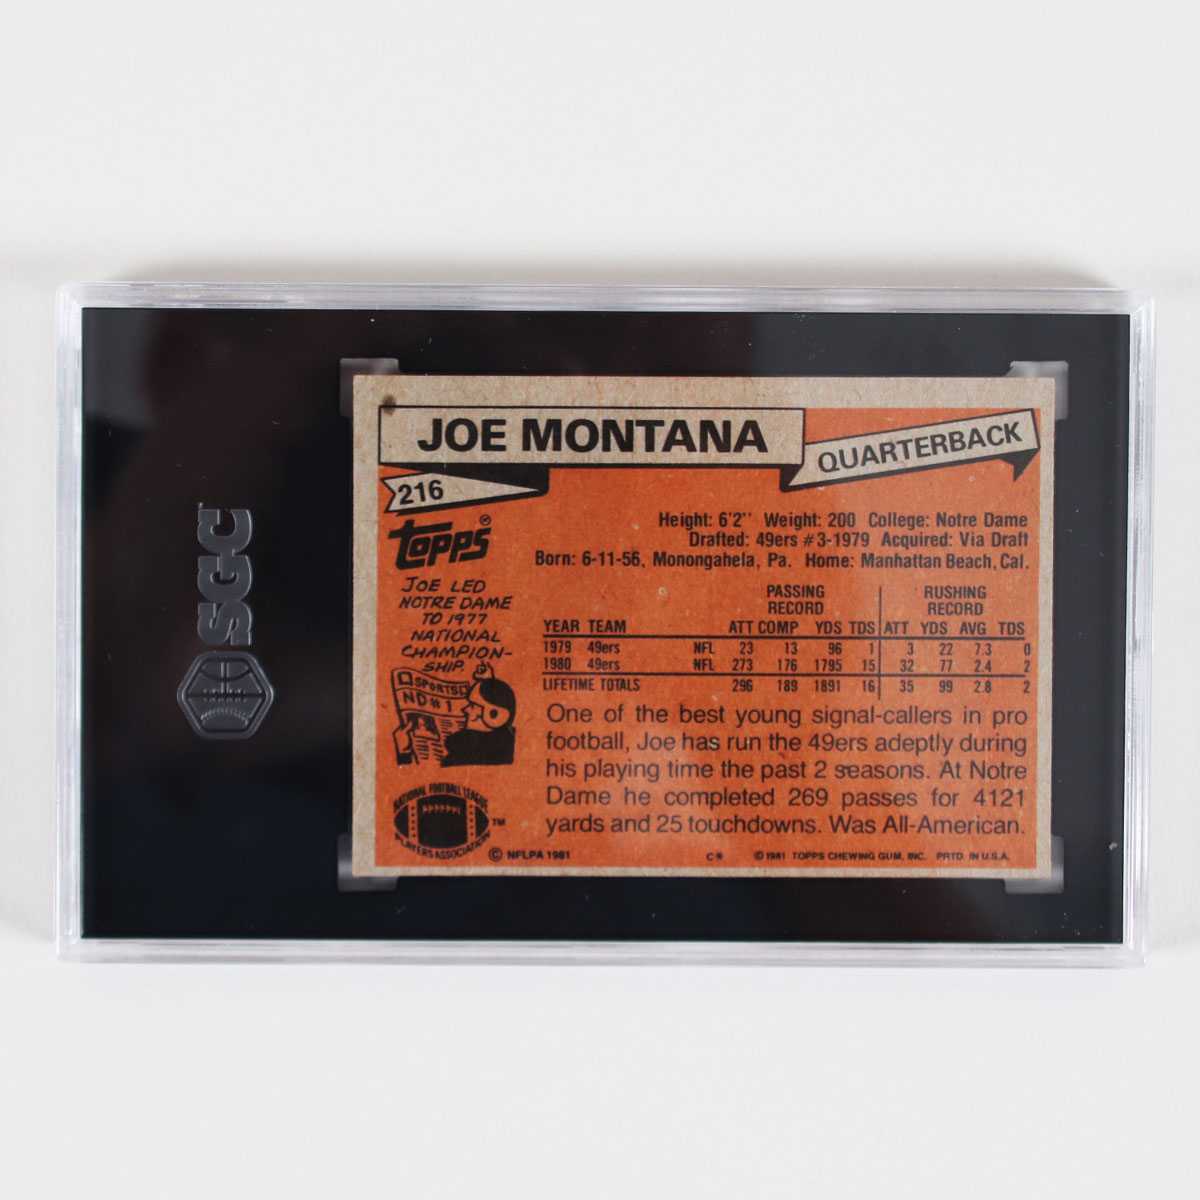 SGC
JOE MONTANA
QUARTERBACK
216
Topps®
Height: 6'2'' Weight: 200 College: Notre Dame
Drafted: 49ers #3-1979 Acquired: Via Draft
Born: 6-11-56, Monongahela, Pa. Home: Manhattan Beach, Cal.
JOE LED
NOTRE DAME
TO 1977
NATIONAL
CHAMPION-
SHIP.
SPORTS
ND#1
PASSING RUSHING
RECORD RECORD
YEAR TEAM ATT COMP YDS TDS ATT YDS AVG TDS
1979 49ers NFL 23 13 96 1 3 22 7.3 0
1980 49ers NFL 273 176 1795 15 32 77 2.4 2
LIFETIME TOTALS 296 189 1891 16 35 99 2.8 2
One of the best young signal-callers in pro
football, Joe has run the 49ers adeptly during
his playing time the past 2 seasons. At Notre
Dame he completed 269 passes for 4121
yards and 25 touchdowns. Was All-American.
NATIONAL FOOTBALL LEAGUE
PLAYERS ASSOCIATION
TM
© NFLPA 1981 C* © 1981 TOPPS CHEWING GUM, INC. PRTD. IN U.S.A.